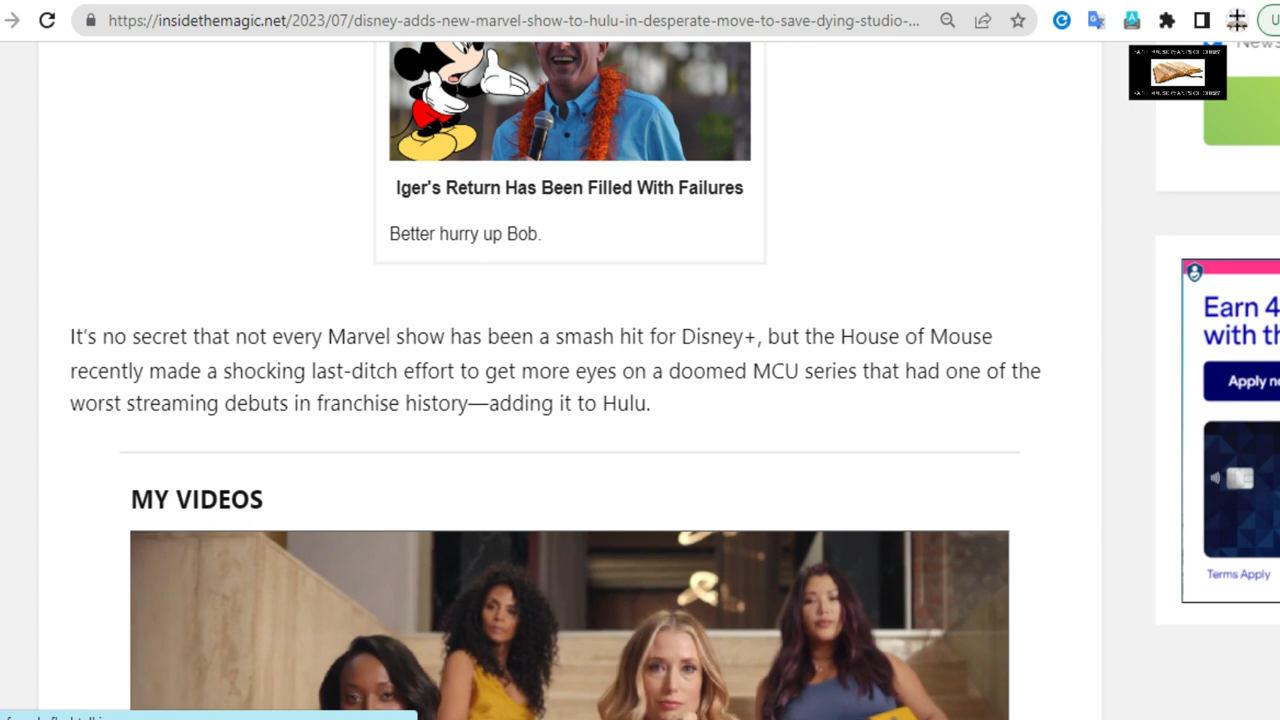 https://insidethemagic.net/2023/07/disney-adds-new-marvel-show-to-hulu-in-desperate-move-to-save-dying-studio-...
News
Iger's Return Has Been Filled With Failures
Better hurry up Bob.
It's no secret that not every Marvel show has been a smash hit for Disney+, but the House of Mouse
recently made a shocking last-ditch effort to get more eyes on a doomed MCU series that had one of the
worst streaming debuts in franchise history—adding it to Hulu.
MY VIDEOS
Earn 4
with th
Apply n
Terms Apply